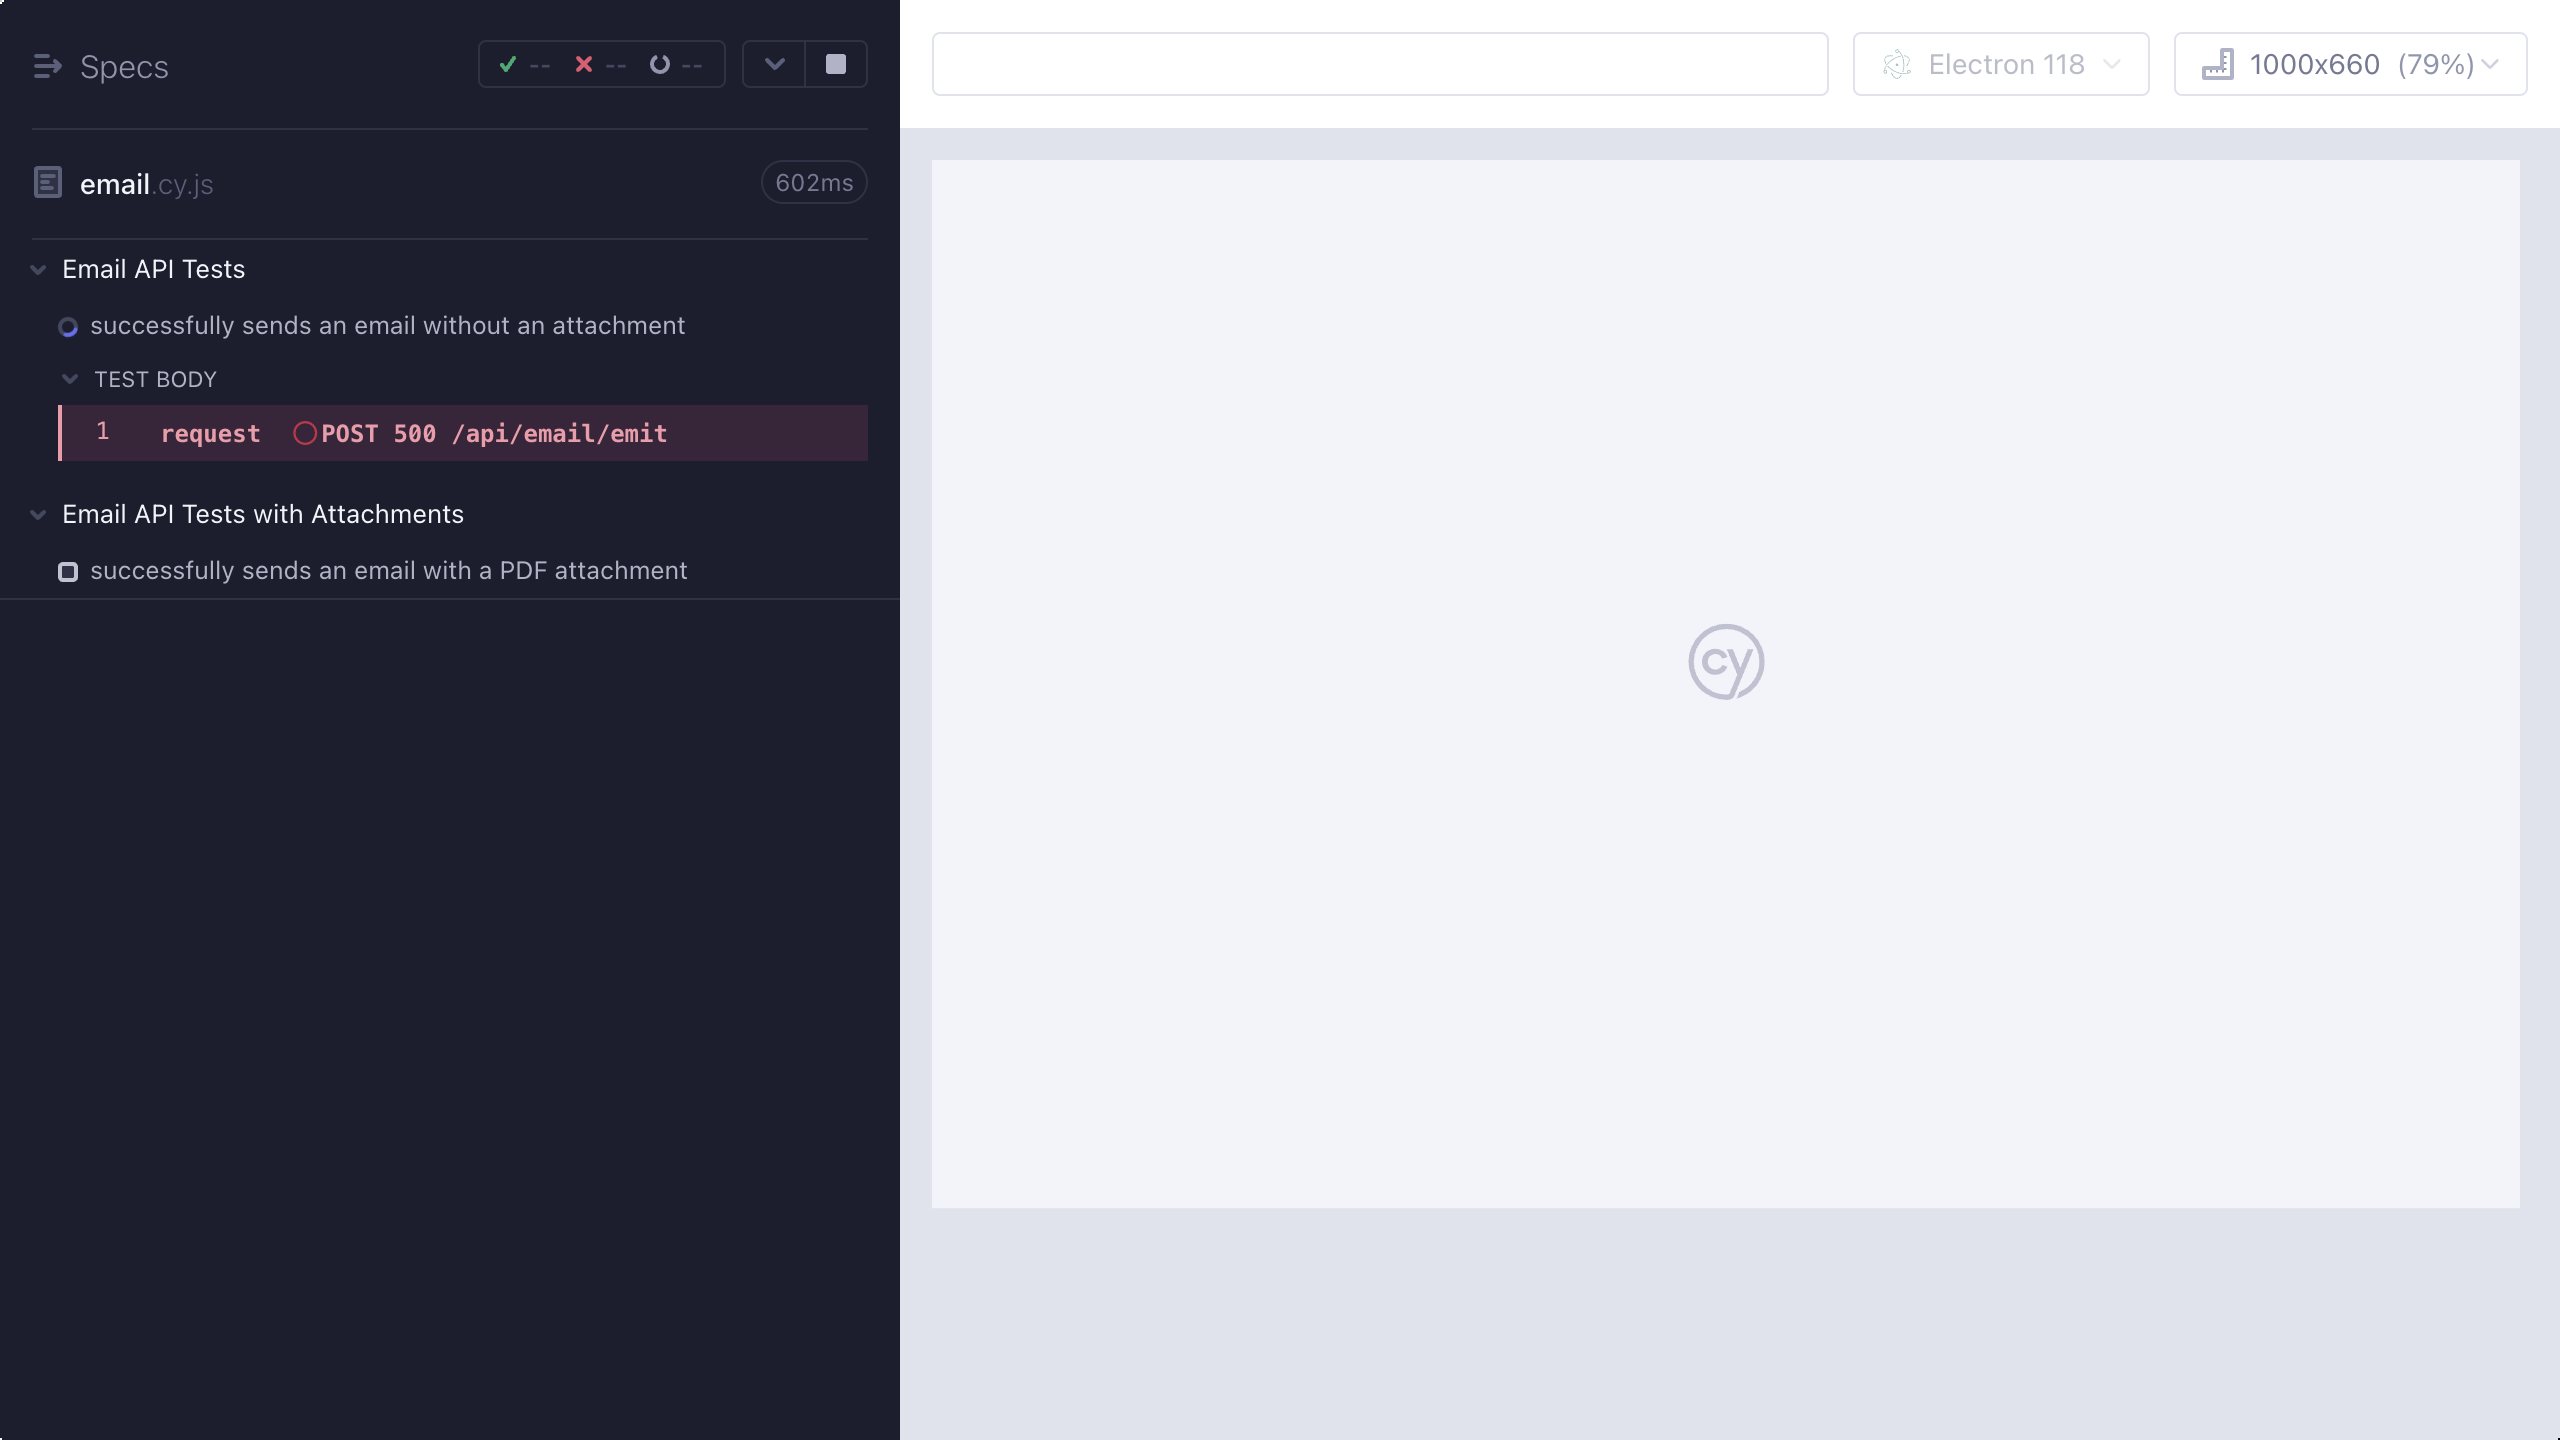 Specs
-- -- --
email.cy.js
602ms
Email API Tests
successfully sends an email without an attachment
TEST BODY
1 request POST 500 /api/email/emit
Email API Tests with Attachments
successfully sends an email with a PDF attachment
Electron 118
1000x660 (79%)
cy